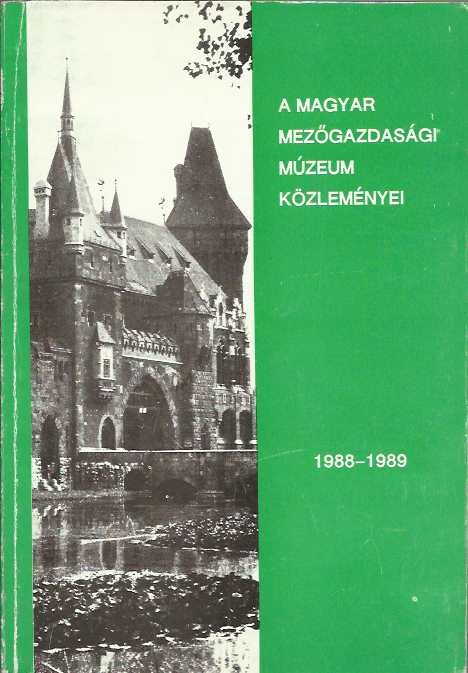 A MAGYAR
MEZŐGAZDASÁGI
MÚZEUM
KÖZLEMÉNYEI
1988–1989